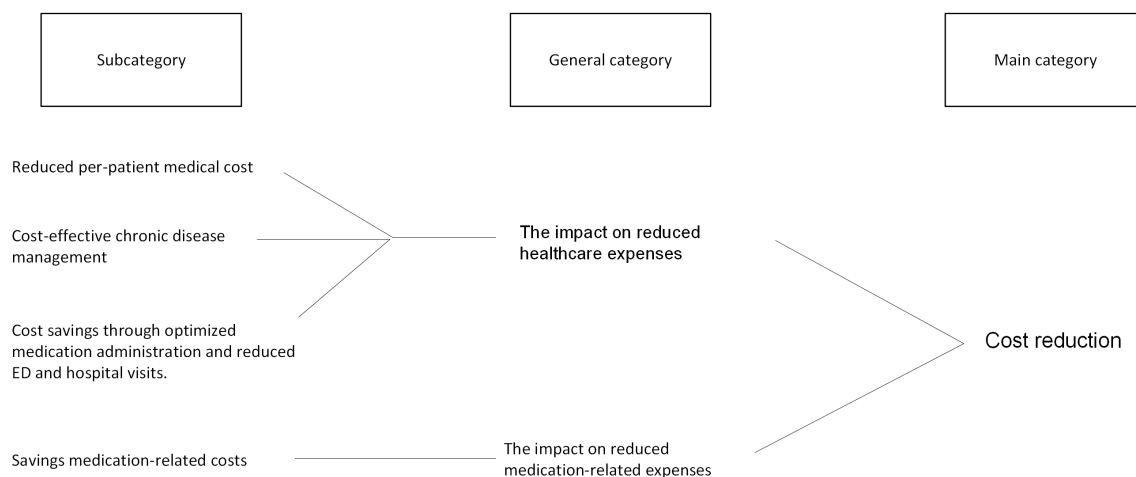 Subcategory
General category
Main category
Reduced per-patient medical cost
Cost-effective chronic disease
management
The impact on reduced
healthcare expenses
Cost savings through optimized
medication administration and reduced
ED and hospital visits.
Cost reduction
Savings medication-related costs
The impact on reduced
medication-related expenses